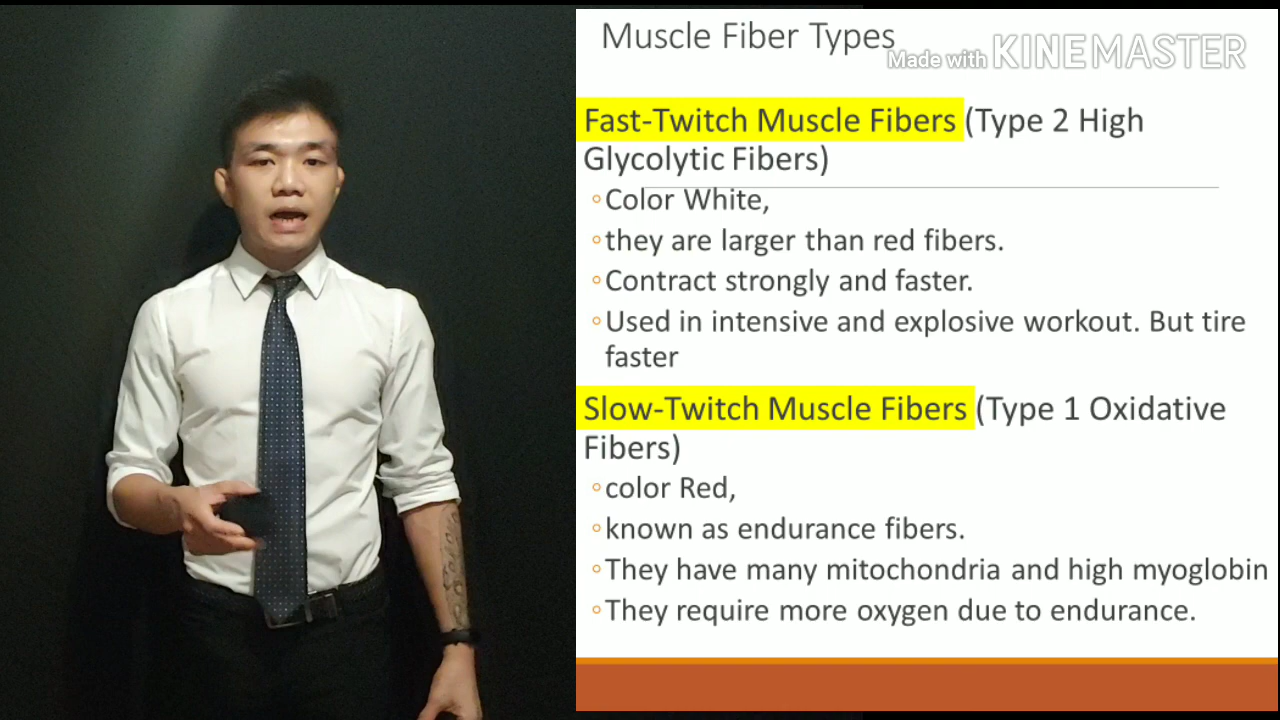 Muscle Fiber Types
Made with KINEMASTER
Fast-Twitch Muscle Fibers (Type 2 High
Glycolytic Fibers)
◦Color White,
◦they are larger than red fibers.
◦Contract strongly and faster.
◦Used in intensive and explosive workout. But tire
faster
Slow-Twitch Muscle Fibers (Type 1 Oxidative
Fibers)
◦color Red,
◦known as endurance fibers.
◦They have many mitochondria and high myoglobin
◦They require more oxygen due to endurance.